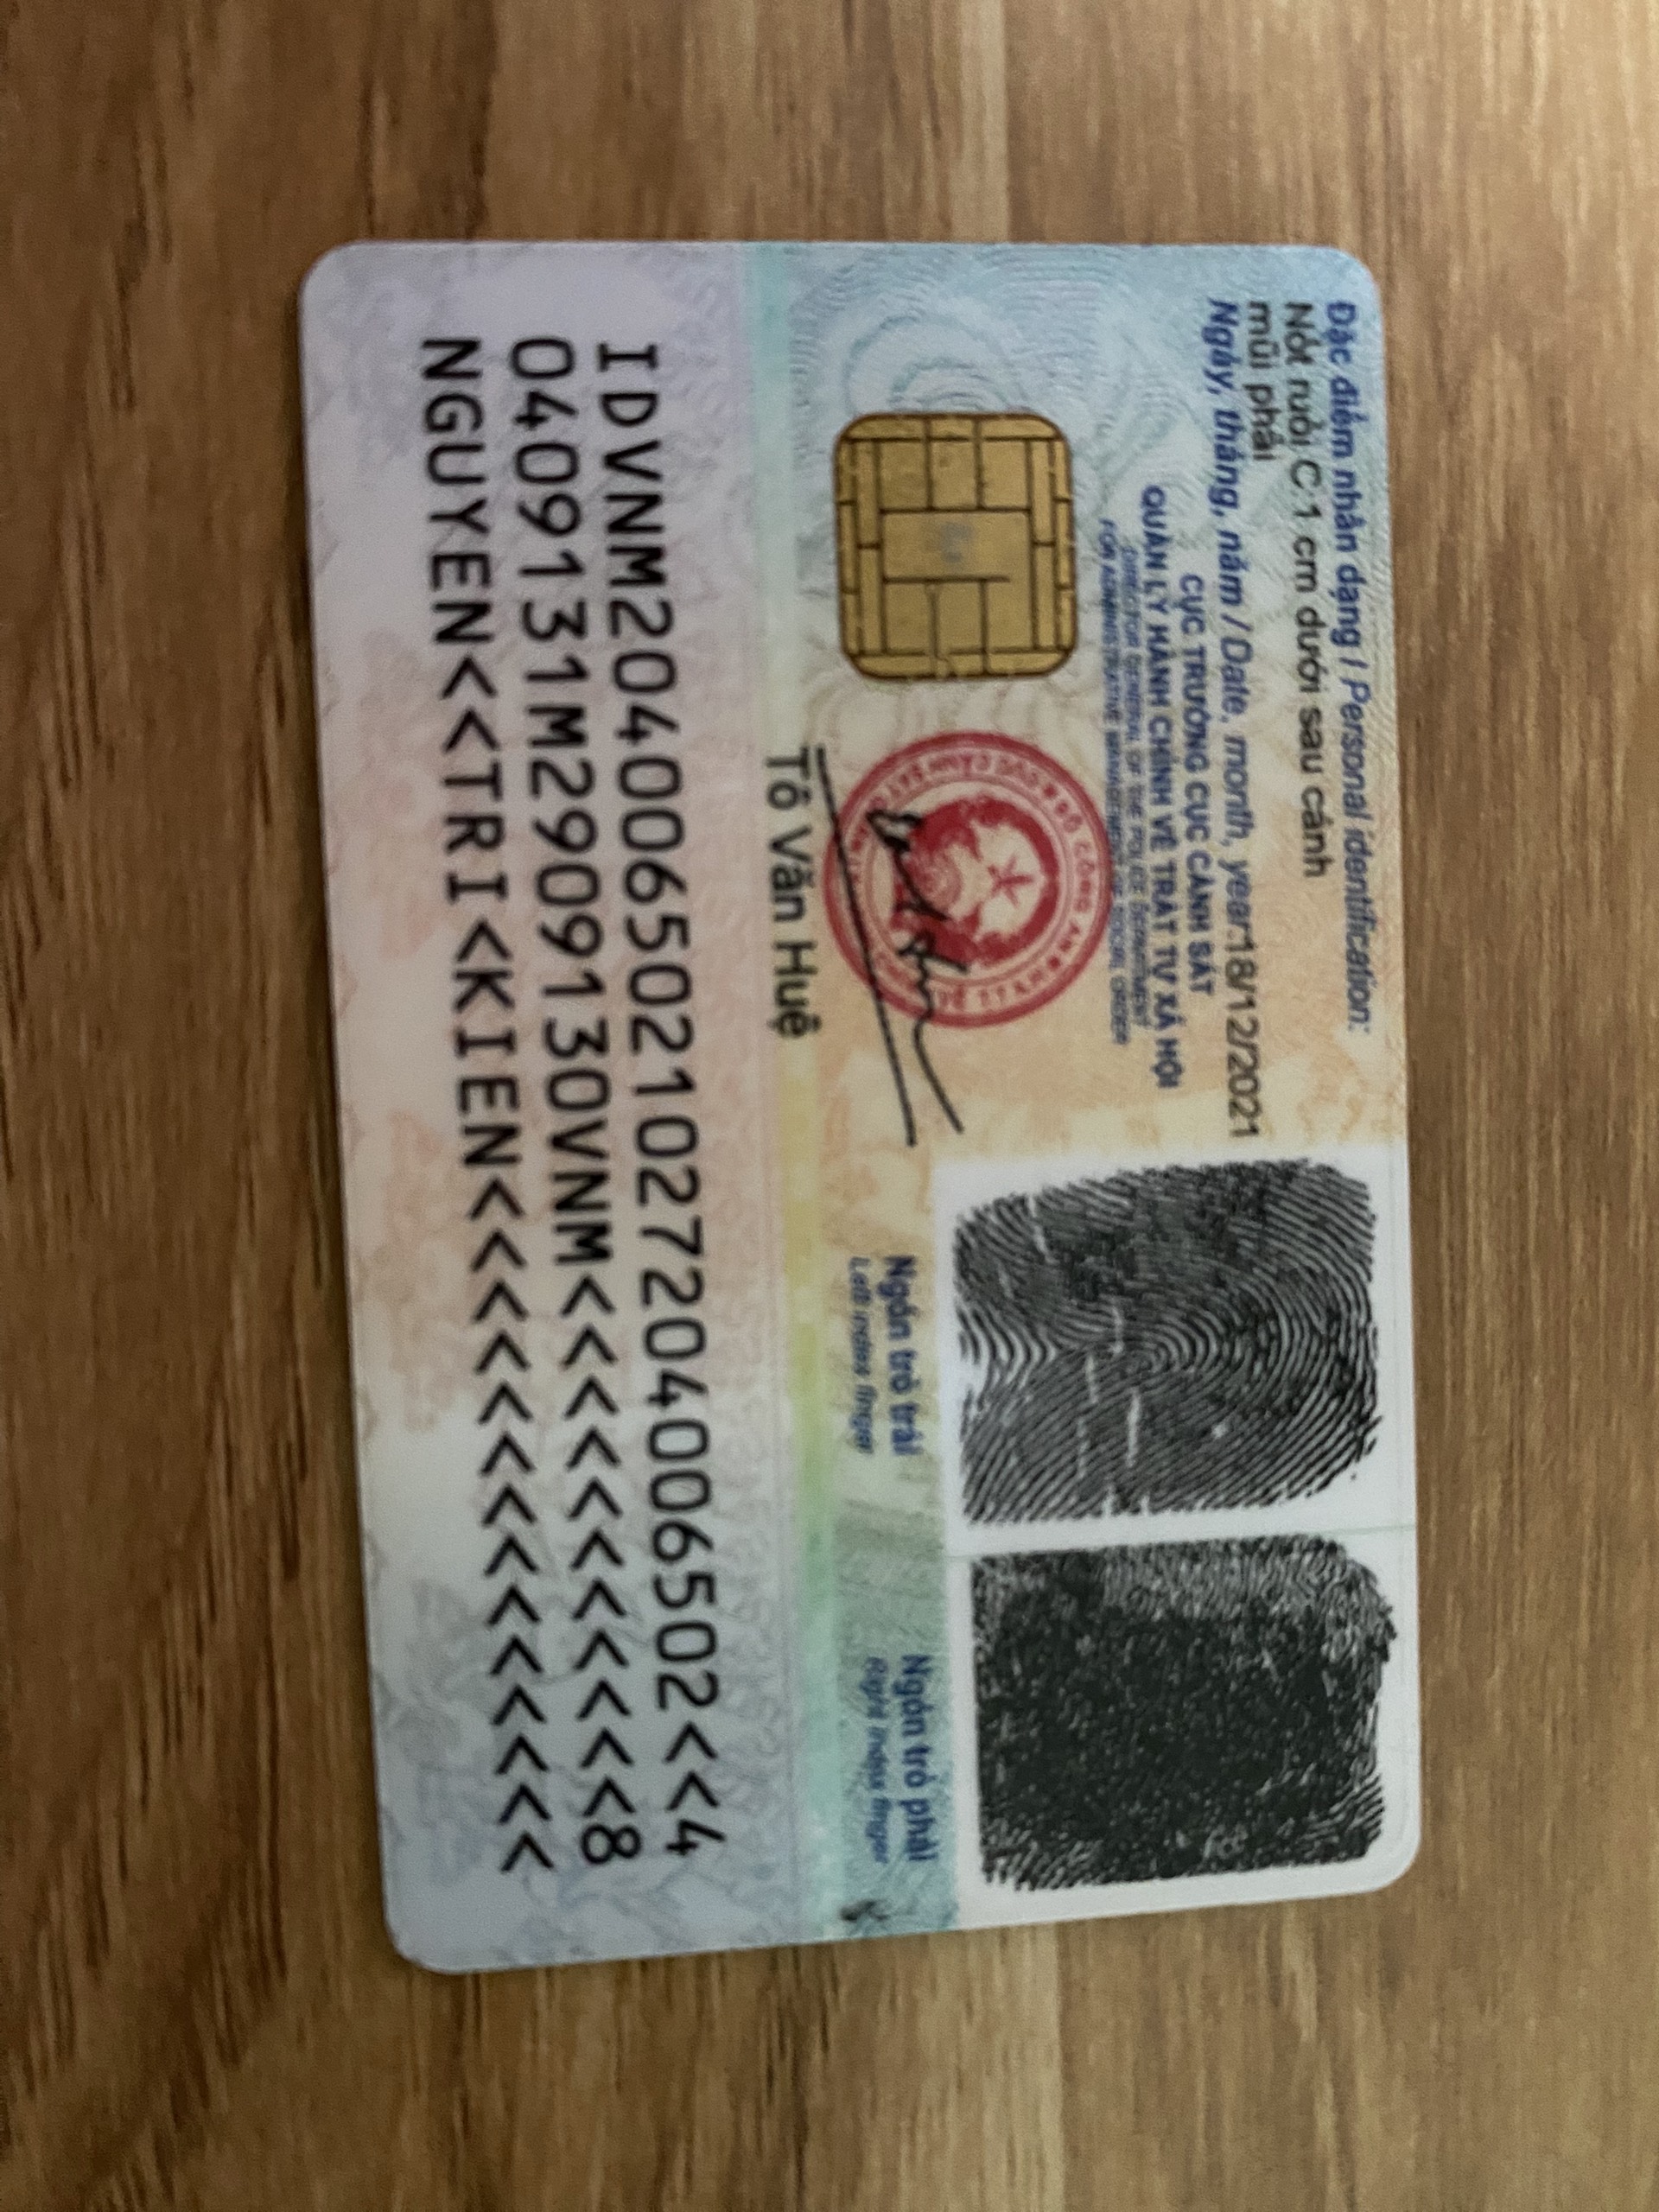 Đặc điểm nhân dạng / Personal identification:
Nốt ruồi C.1 cm dưới sau cánh
mũi phải
Ngày, tháng, năm / Date, month, year:18/12/2021
CỤC TRƯỞNG CỤC CẢNH SÁT
QUẢN LÝ HÀNH CHÍNH VỀ TRẬT TỰ XÃ HỘI
DIRECTOR GENERAL OF THE POLICE DEPARTMENT
FOR ADMINISTRATIVE MANAGEMENT OF SOCIAL ORDER
Tô Văn Huệ
Ngón trỏ trái
Left index finger
Ngón trỏ phải
Right index finger
IDVNM2040065021027204006502<<4
0409131M2909130VNM<<<<<<<<<<<8
NGUYEN<<TRI<KIEN<<<<<<<<<<<<<<